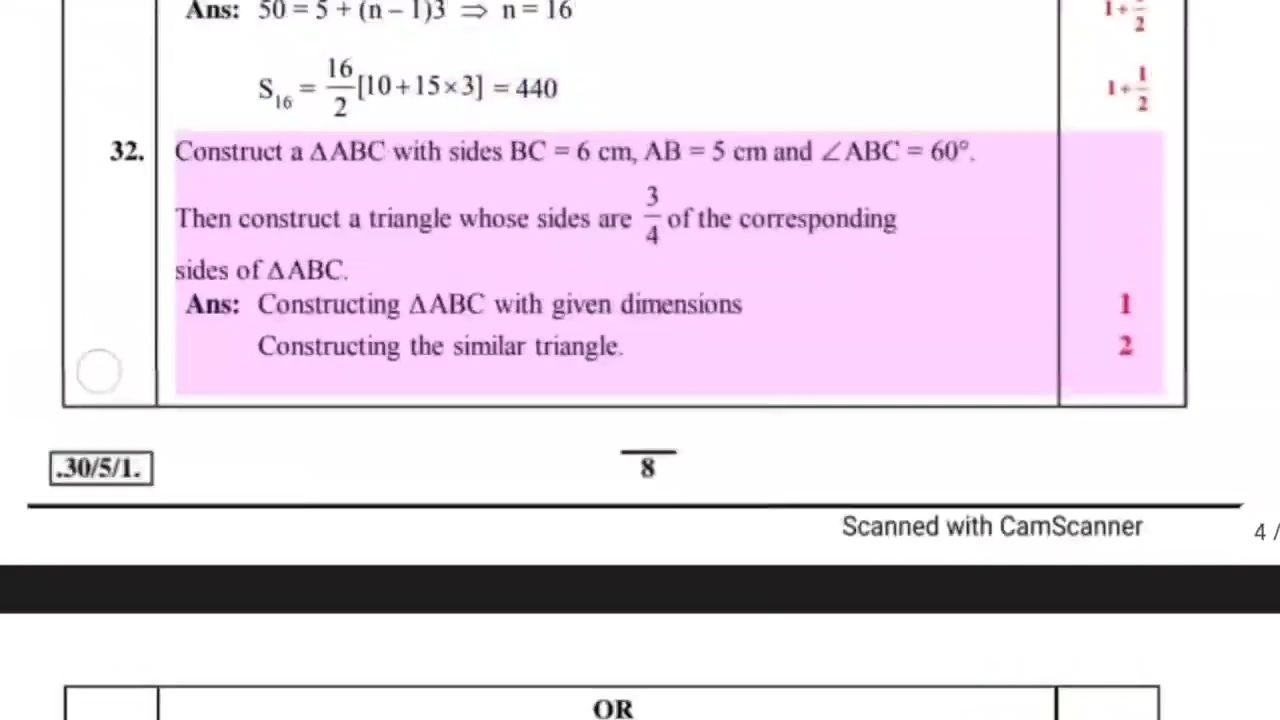 Ans: 50 = 5 + (n – 1)3 ⇒ n = 16
1+1/2
S₁₆ = 16/2 [10+15×3] = 440
1+1/2
32. Construct a ΔABC with sides BC = 6 cm, AB = 5 cm and ∠ABC = 60°.
Then construct a triangle whose sides are 3/4 of the corresponding
sides of ΔABC.
Ans: Constructing ΔABC with given dimensions 1
Constructing the similar triangle. 2
.30/5/1.
8
Scanned with CamScanner
4 /
OR